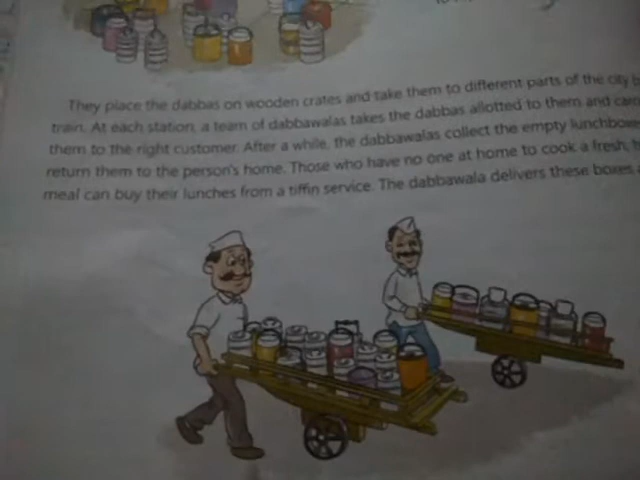 They place the dabbas on wooden crates and take them to different parts of the city
train. At each station, a team of dabbawalas takes the dabbas allotted to them and
them to the right customer. After a while, the dabbawalas collect the empty
return them to the person's home. Those who have no one at home to cook a fresh,
meal can buy their lunches from a tiffin service. The dabbawala delivers these boxes